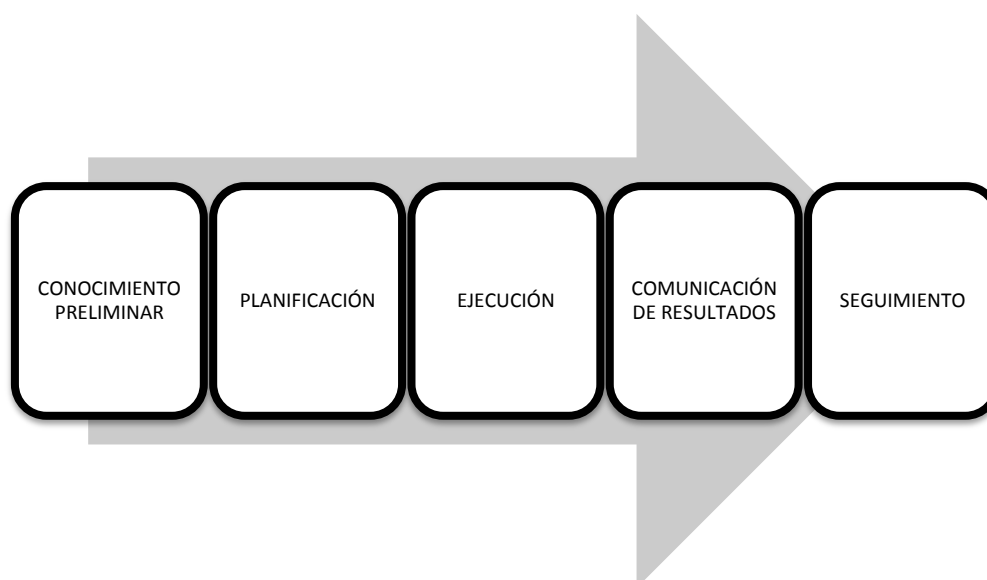 CONOCIMIENTO
PRELIMINAR
PLANIFICACIÓN
EJECUCIÓN
COMUNICACIÓN
DE RESULTADOS
SEGUIMIENTO